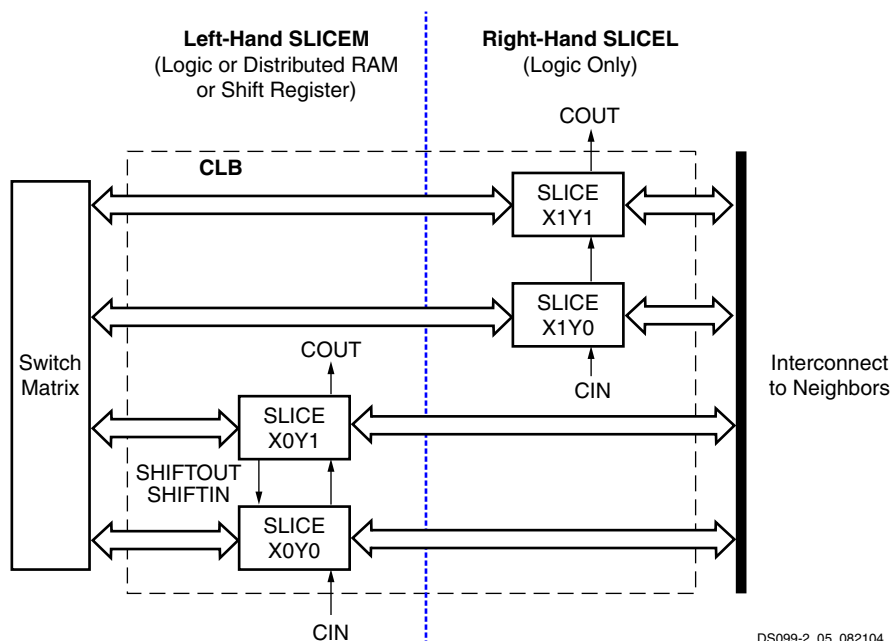 Left-Hand SLICEM
(Logic or Distributed RAM
or Shift Register)
Right-Hand SLICEL
(Logic Only)
COUT
CLB
SLICE
X1Y1
SLICE
X1Y0
COUT
CIN
Switch
Matrix
Interconnect
to Neighbors
SLICE
X0Y1
SHIFTOUT
SHIFTIN
SLICE
X0Y0
CIN
DS099-2_05_082104